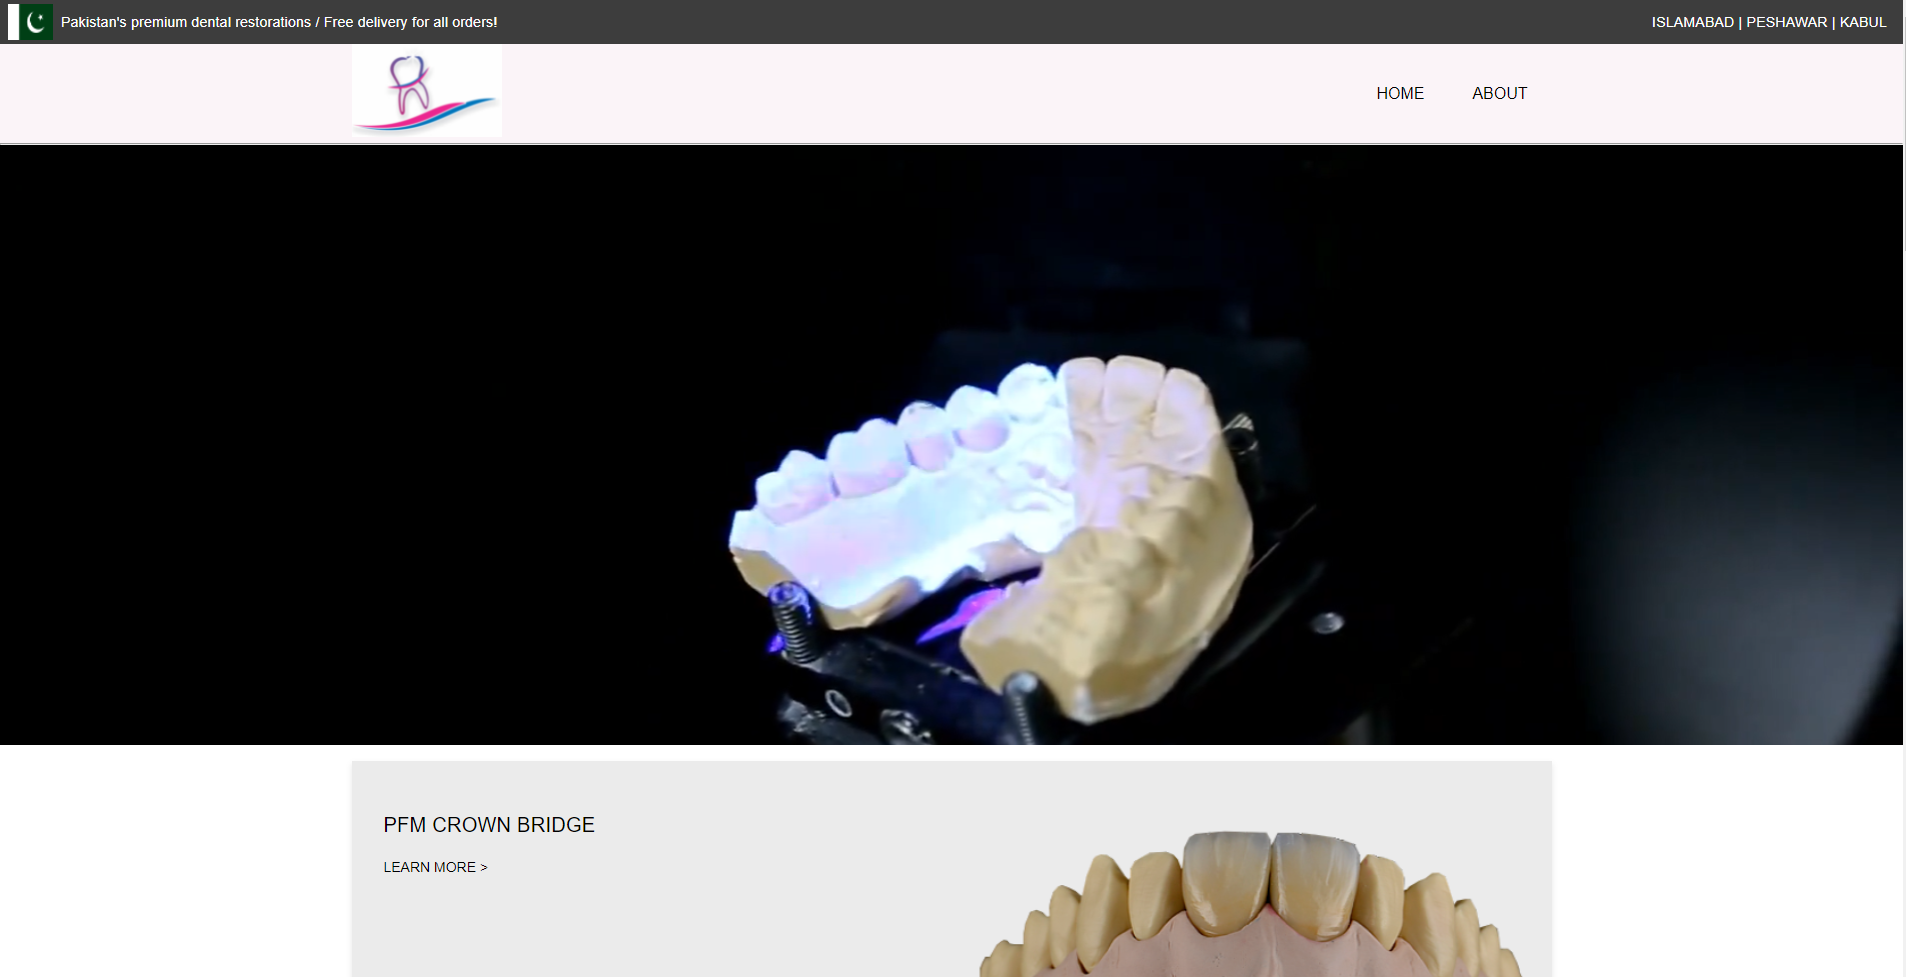 Pakistan's premium dental restorations / Free delivery for all orders!
ISLAMABAD | PESHAWAR | KABUL
HOME
ABOUT
PFM CROWN BRIDGE
LEARN MORE >